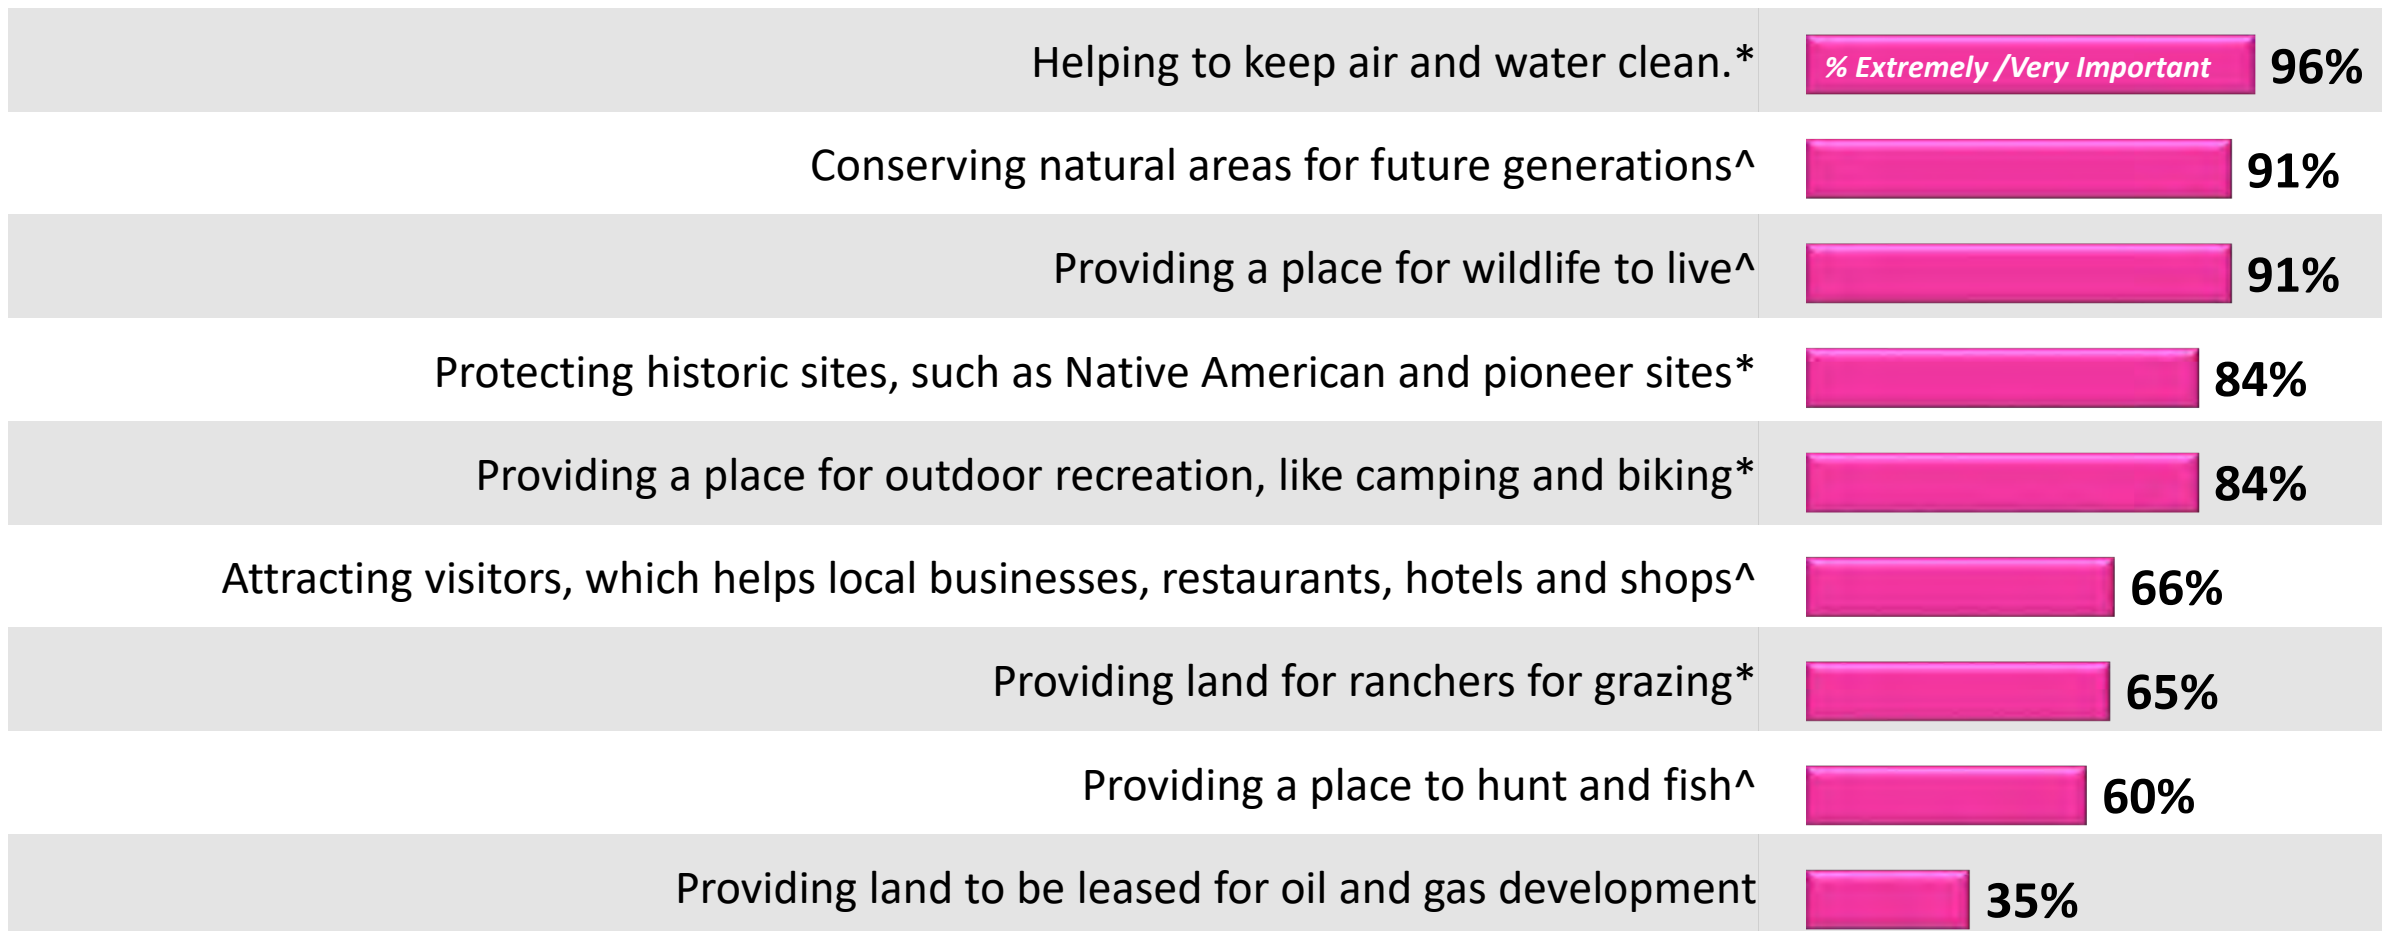 Helping to keep air and water clean.* % Extremely /Very Important 96%
Conserving natural areas for future generations^ 91%
Providing a place for wildlife to live^ 91%
Protecting historic sites, such as Native American and pioneer sites* 84%
Providing a place for outdoor recreation, like camping and biking* 84%
Attracting visitors, which helps local businesses, restaurants, hotels and shops^ 66%
Providing land for ranchers for grazing* 65%
Providing a place to hunt and fish^ 60%
Providing land to be leased for oil and gas development 35%